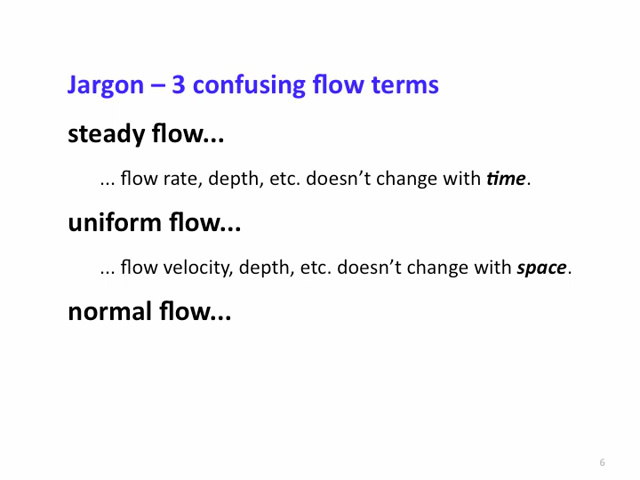 Jargon – 3 confusing flow terms
steady flow...
... flow rate, depth, etc. doesn’t change with time.
uniform flow...
... flow velocity, depth, etc. doesn’t change with space.
normal flow...
6